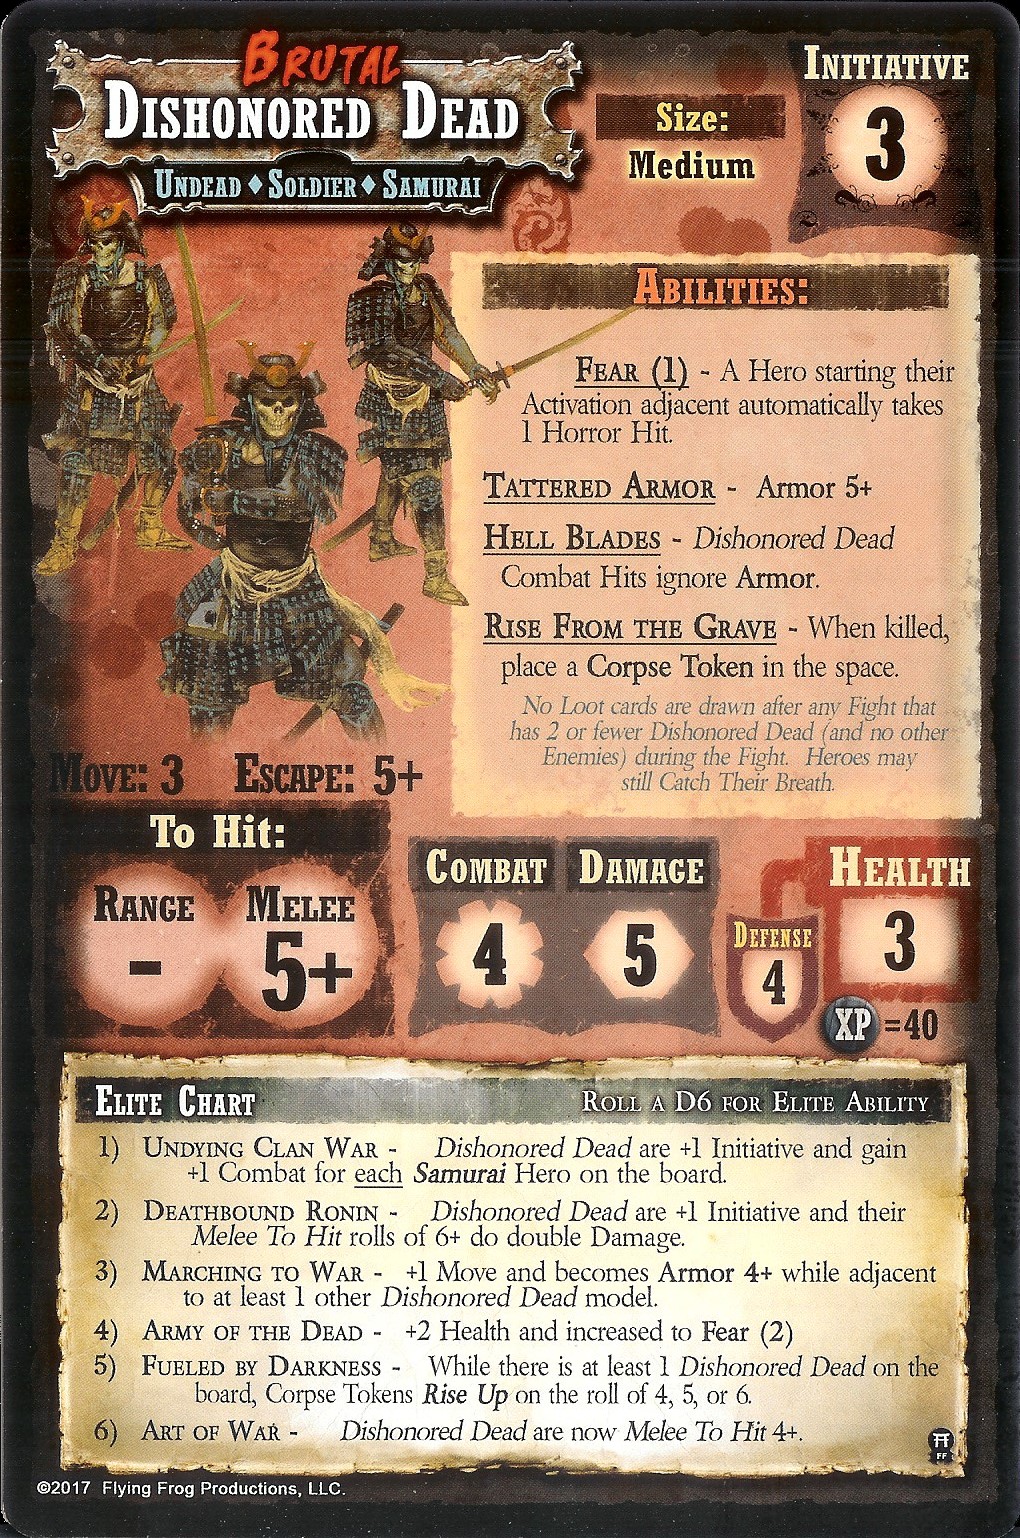 BRUTAL
DISHONORED DEAD
UNDEAD ♦ SOLDIER ♦ SAMURAI
Size:
Medium
INITIATIVE
3
ABILITIES:
FEAR (1) - A Hero starting their
Activation adjacent automatically takes
1 Horror Hit.
TATTERED ARMOR - Armor 5+
HELL BLADES - Dishonored Dead
Combat Hits ignore Armor.
RISE FROM THE GRAVE - When killed,
place a Corpse Token in the space.
No Loot cards are drawn after any Fight that
has 2 or fewer Dishonored Dead (and no other
Enemies) during the Fight. Heroes may
still Catch Their Breath.
MOVE: 3 ESCAPE: 5+
TO HIT:
RANGE MELEE
- 5+
COMBAT
4
DAMAGE
5
DEFENSE
4
HEALTH
3
XP =40
ELITE CHART ROLL A D6 FOR ELITE ABILITY
1) UNDYING CLAN WAR - Dishonored Dead are +1 Initiative and gain
+1 Combat for each Samurai Hero on the board.
2) DEATHBOUND RONIN - Dishonored Dead are +1 Initiative and their
Melee To Hit rolls of 6+ do double Damage.
3) MARCHING TO WAR - +1 Move and becomes Armor 4+ while adjacent
to at least 1 other Dishonored Dead model.
4) ARMY OF THE DEAD - +2 Health and increased to Fear (2)
5) FUELED BY DARKNESS - While there is at least 1 Dishonored Dead on the
board, Corpse Tokens Rise Up on the roll of 4, 5, or 6.
6) ART OF WAR - Dishonored Dead are now Melee To Hit 4+.
FF
©2017 Flying Frog Productions, LLC.